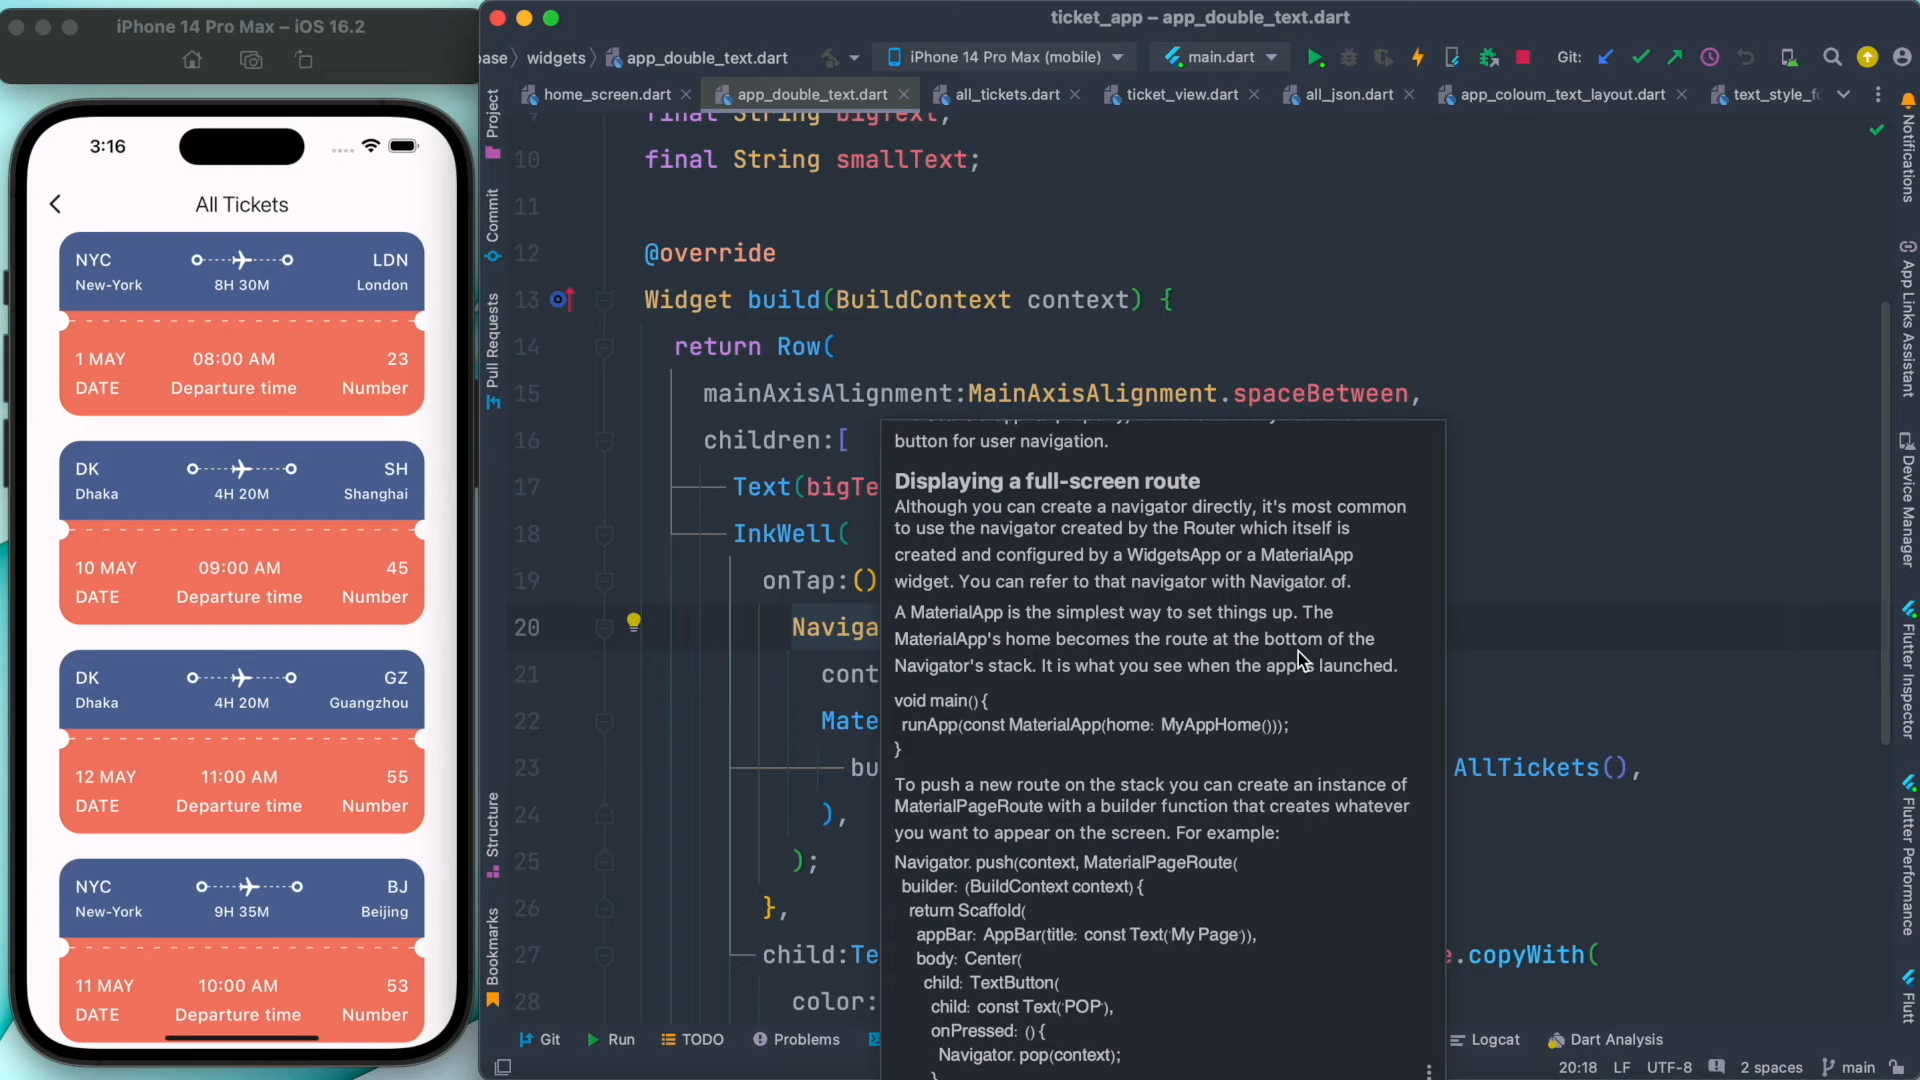 iPhone 14 Pro Max – iOS 16.2
3:16
All Tickets
NYC LDN
New-York 8H 30M London
1 MAY 08:00 AM 23
DATE Departure time Number
DK SH
Dhaka 4H 20M Shanghai
10 MAY 09:00 AM 45
DATE Departure time Number
DK GZ
Dhaka 4H 20M Guangzhou
12 MAY 11:00 AM 55
DATE Departure time Number
NYC BJ
New-York 9H 35M Beijing
11 MAY 10:00 AM 53
DATE Departure time Number
ticket_app – app_double_text.dart
base widgets app_double_text.dart
iPhone 14 Pro Max (mobile)
main.dart
Git:
home_screen.dart app_double_text.dart all_tickets.dart ticket_view.dart all_json.dart app_coloum_text_layout.dart text_style_f
Project
Commit
Pull Requests
Structure
Bookmarks
9 final String bigText;
10 final String smallText;
11
12 @override
13 Widget build(BuildContext context) {
14 return Row(
15 mainAxisAlignment:MainAxisAlignment.spaceBetween,
16 children:[
17 Text(bigTe
18 InkWell(
19 onTap:()
20 Naviga
21 cont
22 Mate
23 bu AllTickets(),
24 ),
25 );
26 },
27 child:Te e.copyWith(
28 color:
button for user navigation.
Displaying a full-screen route
Although you can create a navigator directly, it's most common
to use the navigator created by the Router which itself is
created and configured by a WidgetsApp or a MaterialApp
widget. You can refer to that navigator with Navigator. of.
A MaterialApp is the simplest way to set things up. The
MaterialApp's home becomes the route at the bottom of the
Navigator's stack. It is what you see when the app is launched.
void main() {
runApp(const MaterialApp(home: MyAppHome()));
}
To push a new route on the stack you can create an instance of
MaterialPageRoute with a builder function that creates whatever
you want to appear on the screen. For example:
Navigator. push(context, MaterialPageRoute(
builder: (BuildContext context) {
return Scaffold(
appBar: AppBar(title: const Text('My Page')),
body: Center(
child: TextButton(
child: const Text('POP'),
onPressed: () {
Navigator. pop(context);
}
Notifications
App Links Assistant
Device Manager
Flutter Inspector
Flutter Performance
Flutt
Git Run TODO Problems Logcat Dart Analysis
20:18 LF UTF-8 2 spaces main